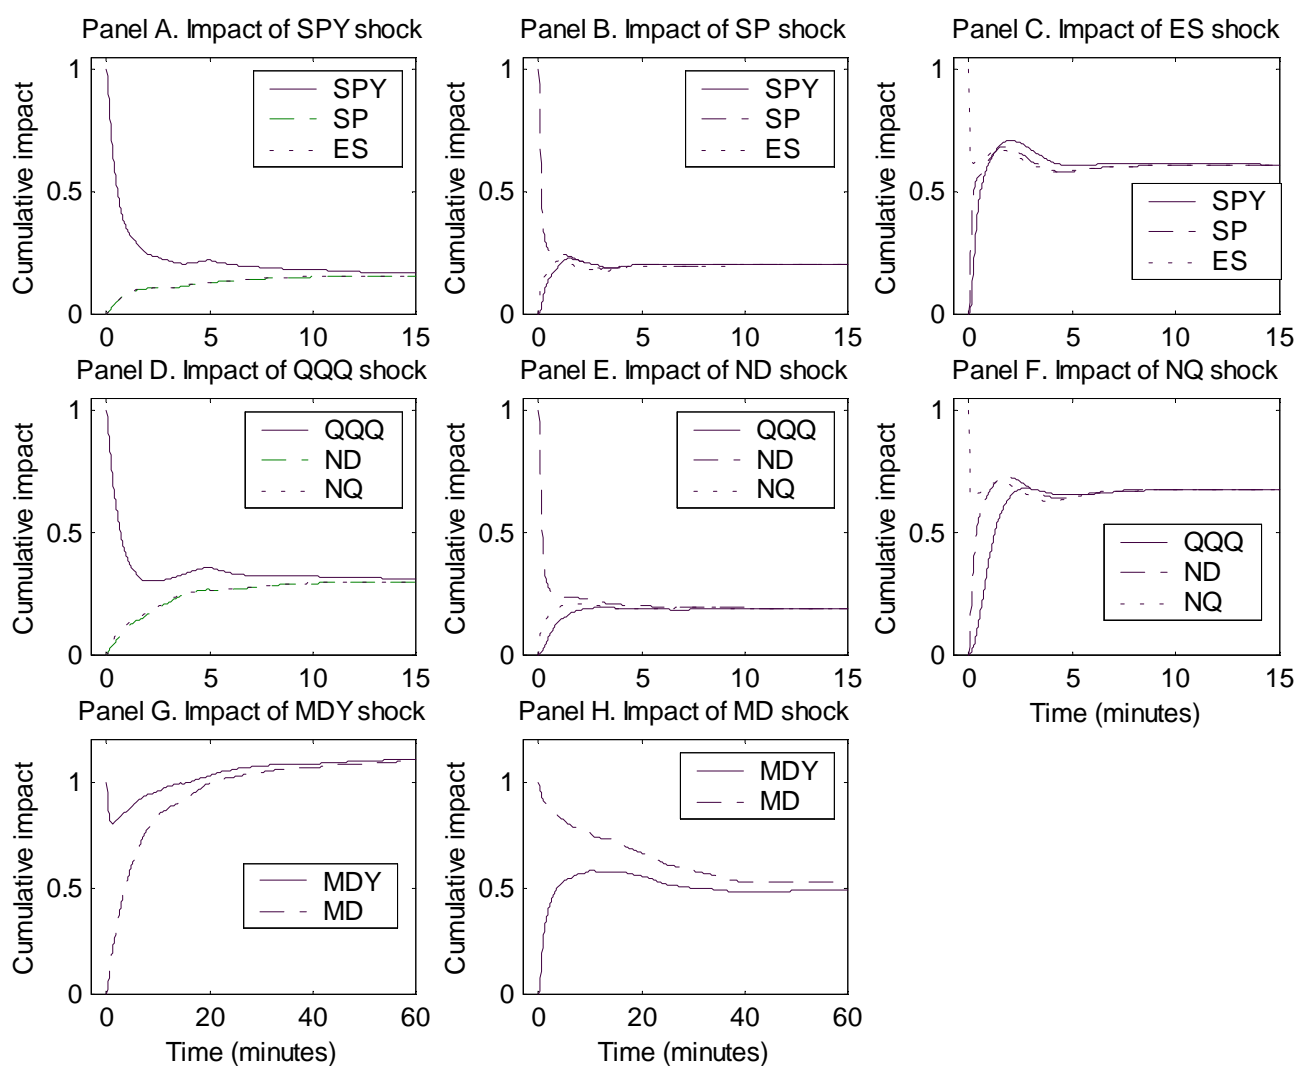 Panel A. Impact of SPY shock
Cumulative impact
1
0.5
0
SPY
SP
ES
0 5 10 15
Panel B. Impact of SP shock
Cumulative impact
1
0.5
0
SPY
SP
ES
0 5 10 15
Panel C. Impact of ES shock
Cumulative impact
1
0.5
0
SPY
SP
ES
0 5 10 15
Panel D. Impact of QQQ shock
Cumulative impact
1
0.5
0
QQQ
ND
NQ
0 5 10 15
Panel E. Impact of ND shock
Cumulative impact
1
0.5
0
QQQ
ND
NQ
0 5 10 15
Panel F. Impact of NQ shock
Cumulative impact
1
0.5
0
QQQ
ND
NQ
0 5 10 15
Time (minutes)
Panel G. Impact of MDY shock
Cumulative impact
1
0.5
0
MDY
MD
0 20 40 60
Time (minutes)
Panel H. Impact of MD shock
Cumulative impact
1
0.5
0
MDY
MD
0 20 40 60
Time (minutes)